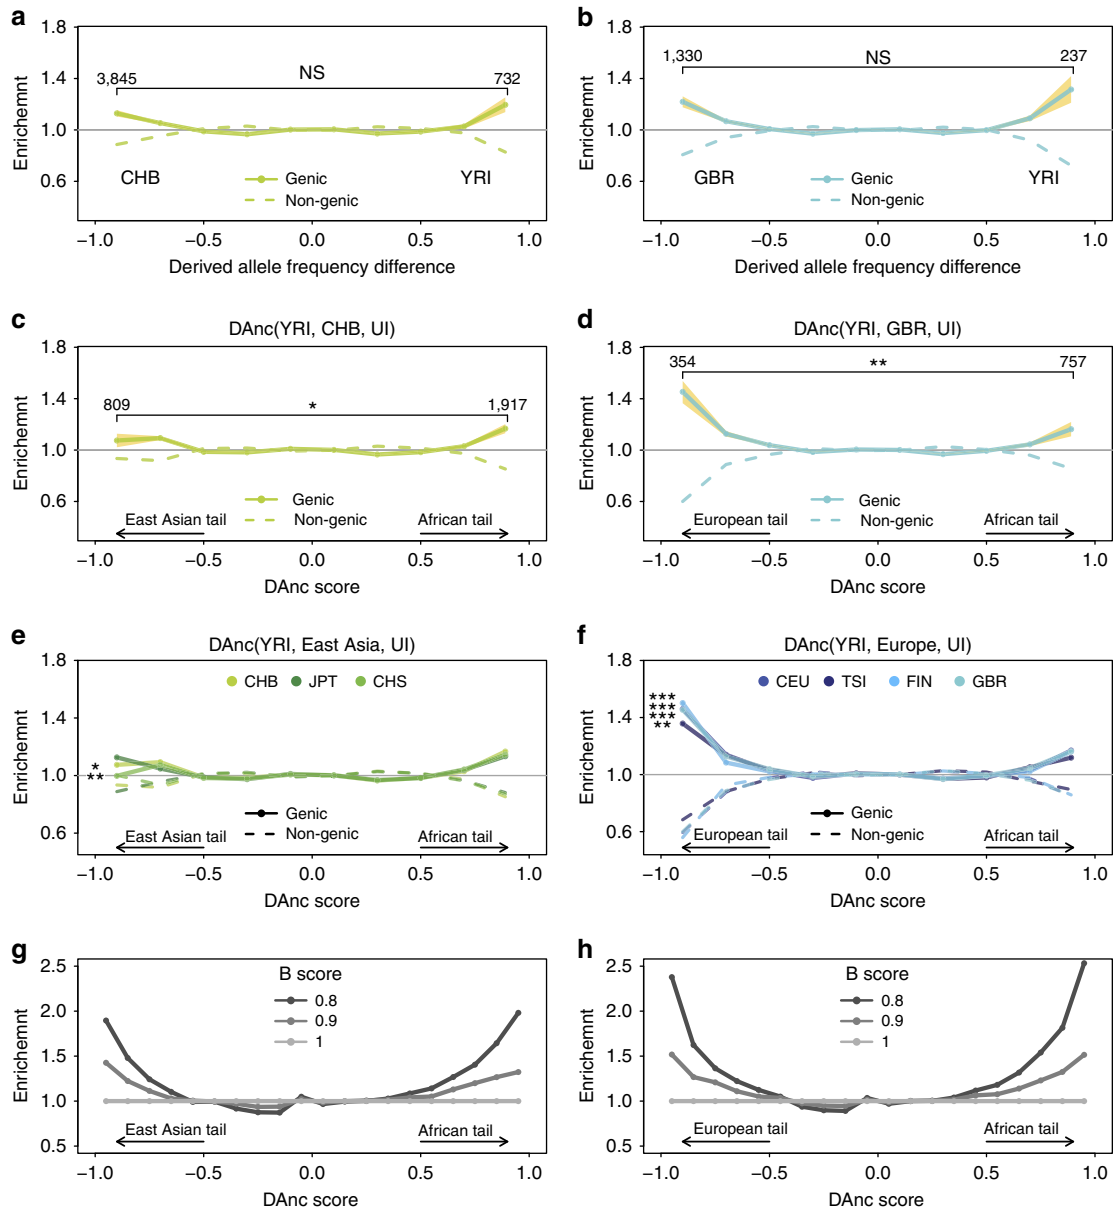 a
1.8
1.4
1.0
0.6
Enrichemnt
3,845
NS
732
CHB
YRI
Genic
Non-genic
−1.0
−0.5
0.0
0.5
1.0
Derived allele frequency difference
b
1.8
1.4
1.0
0.6
Enrichemnt
1,330
NS
237
GBR
YRI
Genic
Non-genic
−1.0
−0.5
0.0
0.5
1.0
Derived allele frequency difference
c
DAnc(YRI, CHB, UI)
1.8
1.4
1.0
0.6
Enrichemnt
809
*
1,917
Genic
Non-genic
East Asian tail
African tail
−1.0
−0.5
0.0
0.5
1.0
DAnc score
d
DAnc(YRI, GBR, UI)
1.8
1.4
1.0
0.6
Enrichemnt
354
**
757
Genic
Non-genic
European tail
African tail
−1.0
−0.5
0.0
0.5
1.0
DAnc score
e
DAnc(YRI, East Asia, UI)
1.8
1.4
1.0
0.6
Enrichemnt
CHB JPT CHS
*
**
Genic
Non-genic
East Asian tail
African tail
−1.0
−0.5
0.0
0.5
1.0
DAnc score
f
DAnc(YRI, Europe, UI)
1.8
1.4
1.0
0.6
Enrichemnt
CEU TSI FIN GBR
***
***
***
**
Genic
Non-genic
European tail
African tail
−1.0
−0.5
0.0
0.5
1.0
DAnc score
g
2.5
2.0
1.5
1.0
0.5
Enrichemnt
B score
0.8
0.9
1
East Asian tail
African tail
−1.0
−0.5
0.0
0.5
1.0
DAnc score
h
2.5
2.0
1.5
1.0
0.5
Enrichemnt
B score
0.8
0.9
1
European tail
African tail
−1.0
−0.5
0.0
0.5
1.0
DAnc score